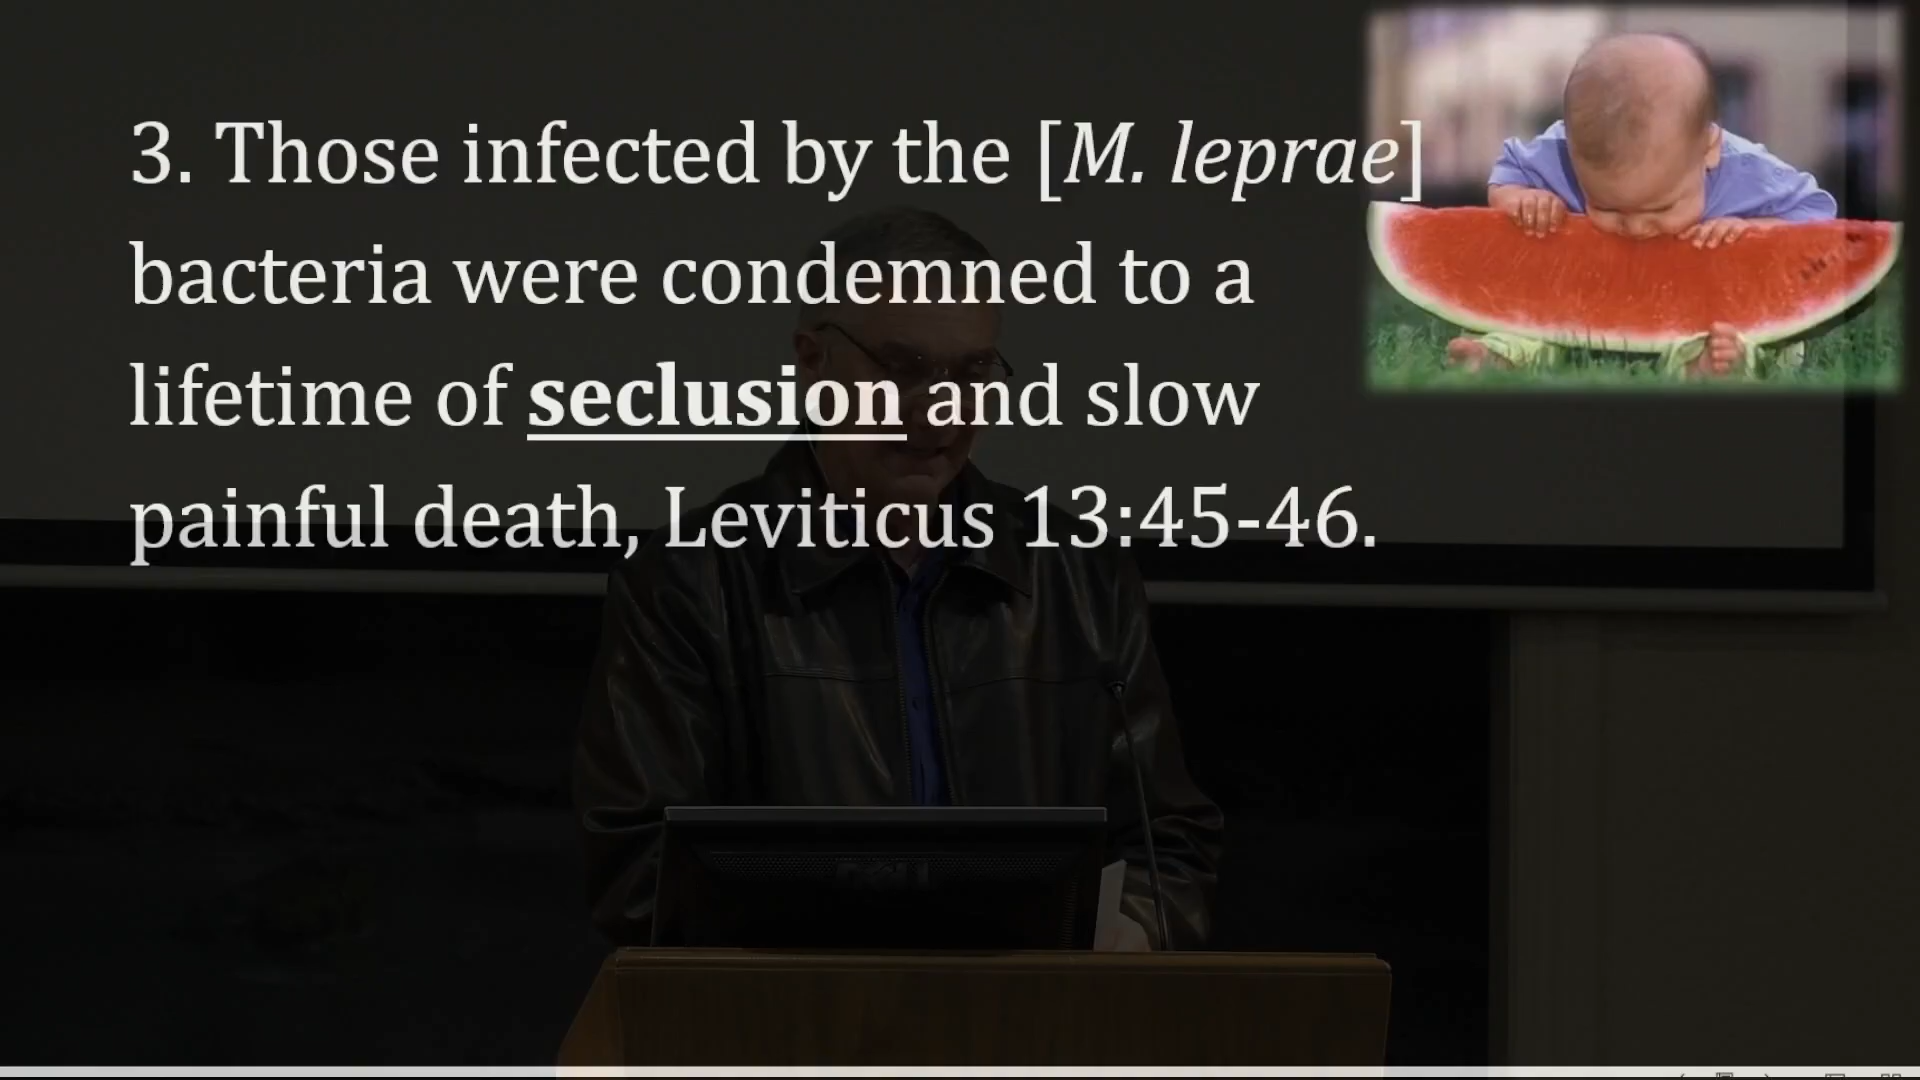 3. Those infected by the [M. leprae]
bacteria were condemned to a
lifetime of seclusion and slow
painful death, Leviticus 13:45-46.